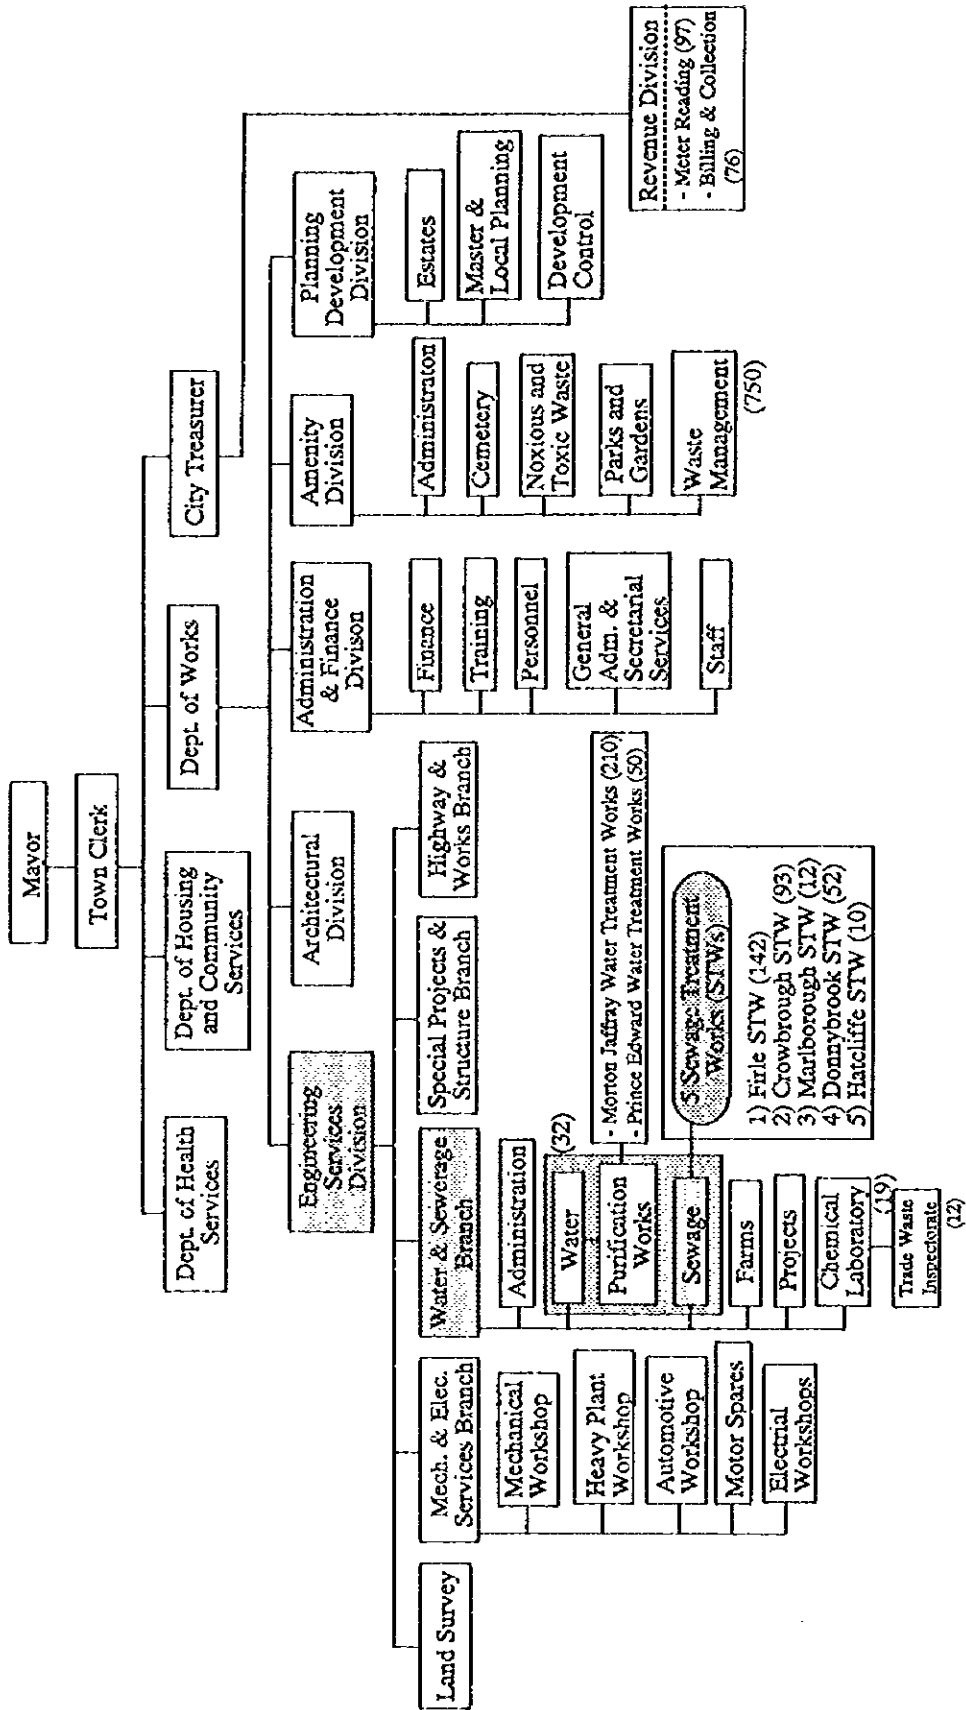 Mayor
Town Clerk
Dept. of Health
Services
Dept. of Housing
and Community
Services
Dept. of Works
City Treasurer
Engineering
Services
Division
Architectural
Division
Administration
& Finance
Divison
Amenity
Division
Planning
Development
Division
Land Survey
Mech. & Elec.
Services Branch
Water & Sewerage
Branch
Special Projects &
Structure Branch
Highway &
Works Branch
Mechanical
Workshop
Heavy Plant
Workshop
Automotive
Workshop
Motor Spares
Electrial
Workshops
Administration
Water
(32)
Purification
Works
Sewage
Farms
Projects
Chemical
Laboratory
(19)
Trade Waste
Inspectorate
(12)
- Morton Jaffray Water Treatment Works (210)
- Prince Edward Water Treatment Works (50)
5 Sewage Treatment
Works (STWs)
1) Firle STW (142)
2) Crowbrough STW (93)
3) Marlborough STW (12)
4) Donnybrook STW (52)
5) Hatcliffe STW (10)
Finance
Training
Personnel
General
Adm. &
Secretarial
Services
Staff
Administraton
Cemetery
Noxious and
Toxic Waste
Parks and
Gardens
Waste
Management
(750)
Estates
Master &
Local Planning
Development
Control
Revenue Division
- Meter Reading (97)
- Billing & Collection
(76)